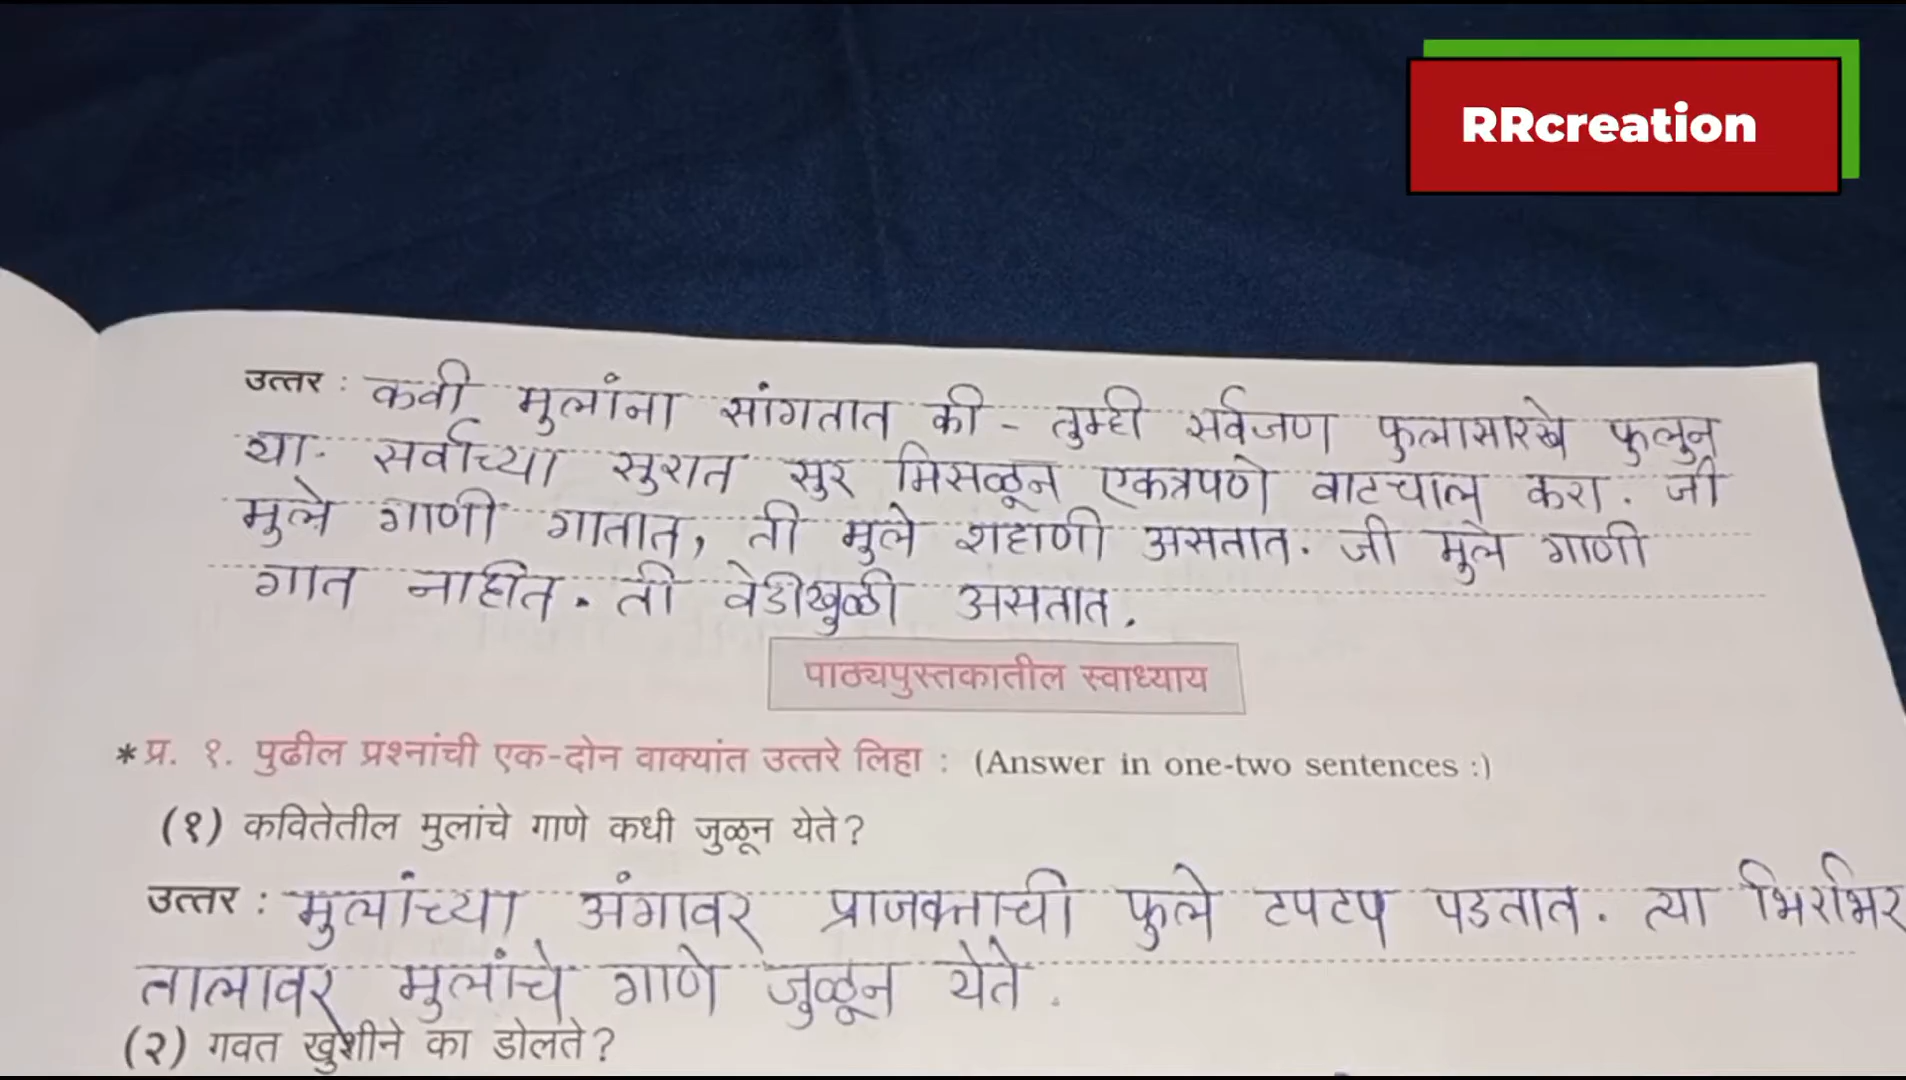 RRcreation
उत्तर : कवी मुलांना सांगतात की - तुम्ही सर्वजण फुलासारखे फुलुन
या. सर्वांच्या सुरात सुर मिसळून एकत्रपणे वाटचाल करा. जी
मुले गाणी गातात, ती मुले शहाणी असतात. जी मुले गाणी
गात नाहीत. ती वेडीखुळी असतात.
पाठ्यपुस्तकातील स्वाध्याय
* प्र. १. पुढील प्रश्नांची एक-दोन वाक्यांत उत्तरे लिहा : (Answer in one-two sentences :)
(१) कवितेतील मुलांचे गाणे कधी जुळून येते?
उत्तर : मुलांच्या अंगावर प्राजक्ताची फुले टपटप पडतात. त्या भिरभिर
तालावर मुलांचे गाणे जुळून येते.
(२) गवत खुशीने का डोलते?